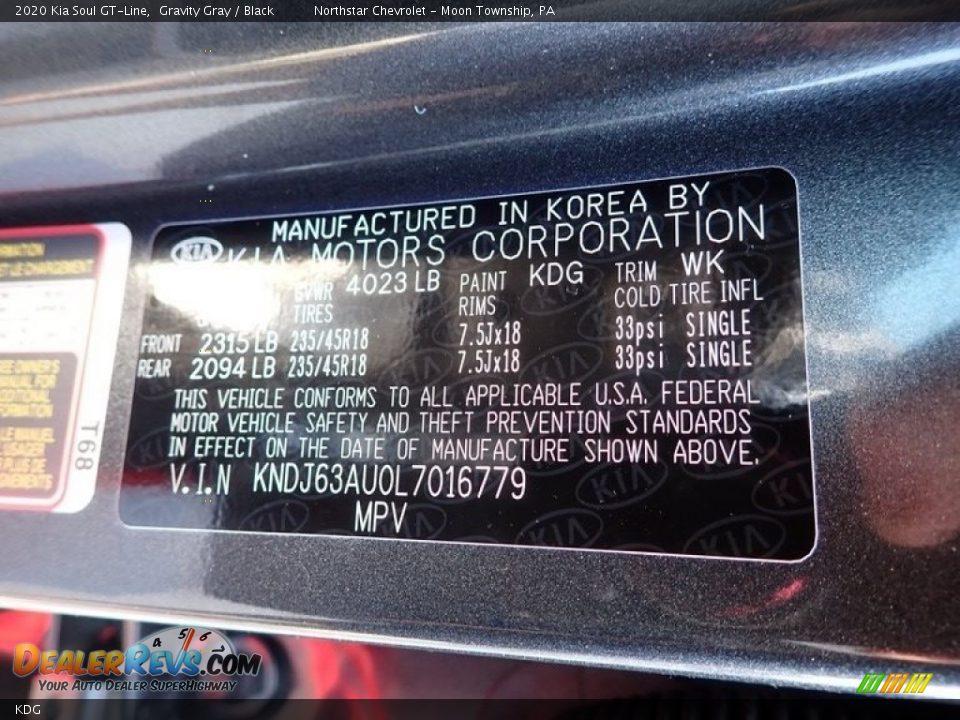 2020 Kia Soul GT-Line, Gravity Gray / Black Northstar Chevrolet - Moon Township, PA
MANUFACTURED IN KOREA BY
KIA KIA MOTORS CORPORATION
GVWR 4023 LB PAINT KDG TRIM WK
TIRES RIMS COLD TIRE INFL
FRONT 2315 LB 235/45R18 7.5Jx18 33psi SINGLE
REAR 2094 LB 235/45R18 7.5Jx18 33psi SINGLE
THIS VEHICLE CONFORMS TO ALL APPLICABLE U.S.A. FEDERAL
MOTOR VEHICLE SAFETY AND THEFT PREVENTION STANDARDS
IN EFFECT ON THE DATE OF MANUFACTURE SHOWN ABOVE.
V.I.N KNDJ63AU0L7016779
MPV
T68
4 5 6
DEALERREVS.COM
YOUR AUTO DEALER SUPERHIGHWAY
KDG